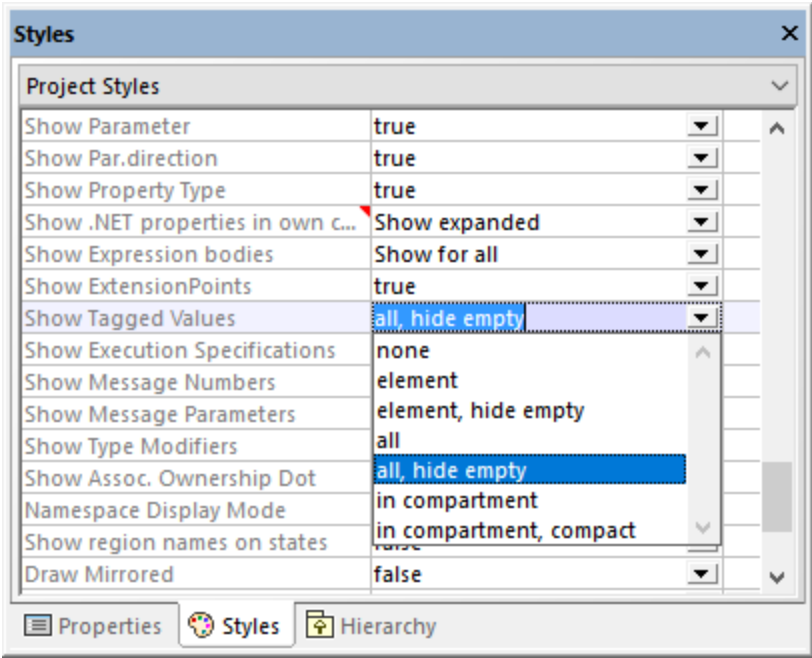 Styles
Project Styles
Show Parameter true
Show Par.direction true
Show Property Type true
Show .NET properties in own c... Show expanded
Show Expression bodies Show for all
Show ExtensionPoints true
Show Tagged Values all, hide empty
Show Execution Specifications none
Show Message Numbers element
Show Message Parameters element, hide empty
Show Type Modifiers all
Show Assoc. Ownership Dot all, hide empty
Namespace Display Mode in compartment
Show region names on states in compartment, compact
false
Draw Mirrored false
Properties Styles Hierarchy